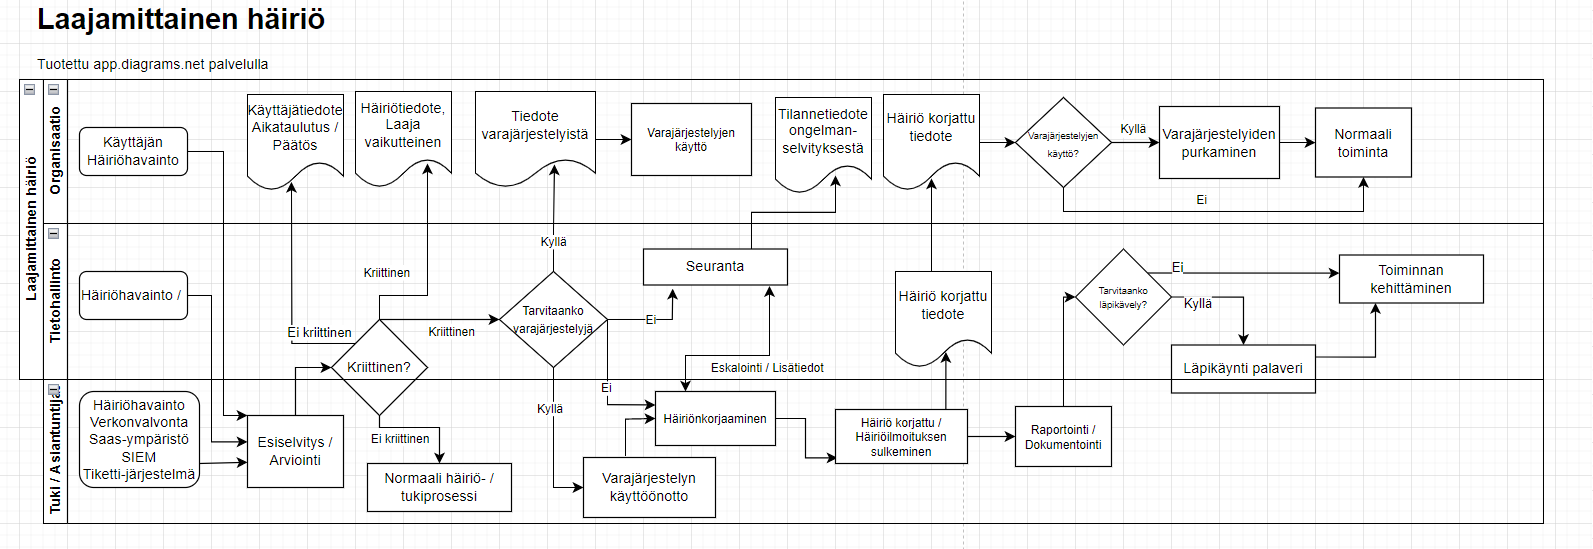 Laajamittainen häiriö
Tuotettu app.diagrams.net palvelulla
Laajamittainen häiriö
Organisaatio
Käyttäjän
Häiriöhavainto
Käyttäjätiedote
Aikataulutus /
Päätös
Häiriötiedote,
Laaja
vaikutteinen
Tiedote
varajärjestelyistä
Varajärjestelyjen
käyttö
Tilannetiedote
ongelman-
selvityksestä
Häiriö korjattu
tiedote
Varajärjestelyjen
käyttö?
Kyllä
Ei
Varajärjestelyiden
purkaminen
Normaali
toiminta
Tietohallinto
Häiriöhavainto /
Ei kriittinen
Kriittinen
Kriittinen?
Kriittinen
Kyllä
Tarvitaanko
varajärjestelyjä
Ei
Seuranta
Eskalointi / Lisätiedot
Häiriö korjattu
tiedote
Tarvitaanko
läpikävely?
Ei
Kyllä
Toiminnan
kehittäminen
Läpikäynti palaveri
Tuki / Asiantuntijat
Häiriöhavainto
Verkonvalvonta
Saas-ympäristö
SIEM
Tiketti-järjestelmä
Esiselvitys /
Arviointi
Ei kriittinen
Normaali häiriö- /
tukiprosessi
Kyllä
Ei
Varajärjestelyn
käyttöönotto
Häiriönkorjaaminen
Häiriö korjattu /
Häiriöilmoituksen
sulkeminen
Raportointi /
Dokumentointi